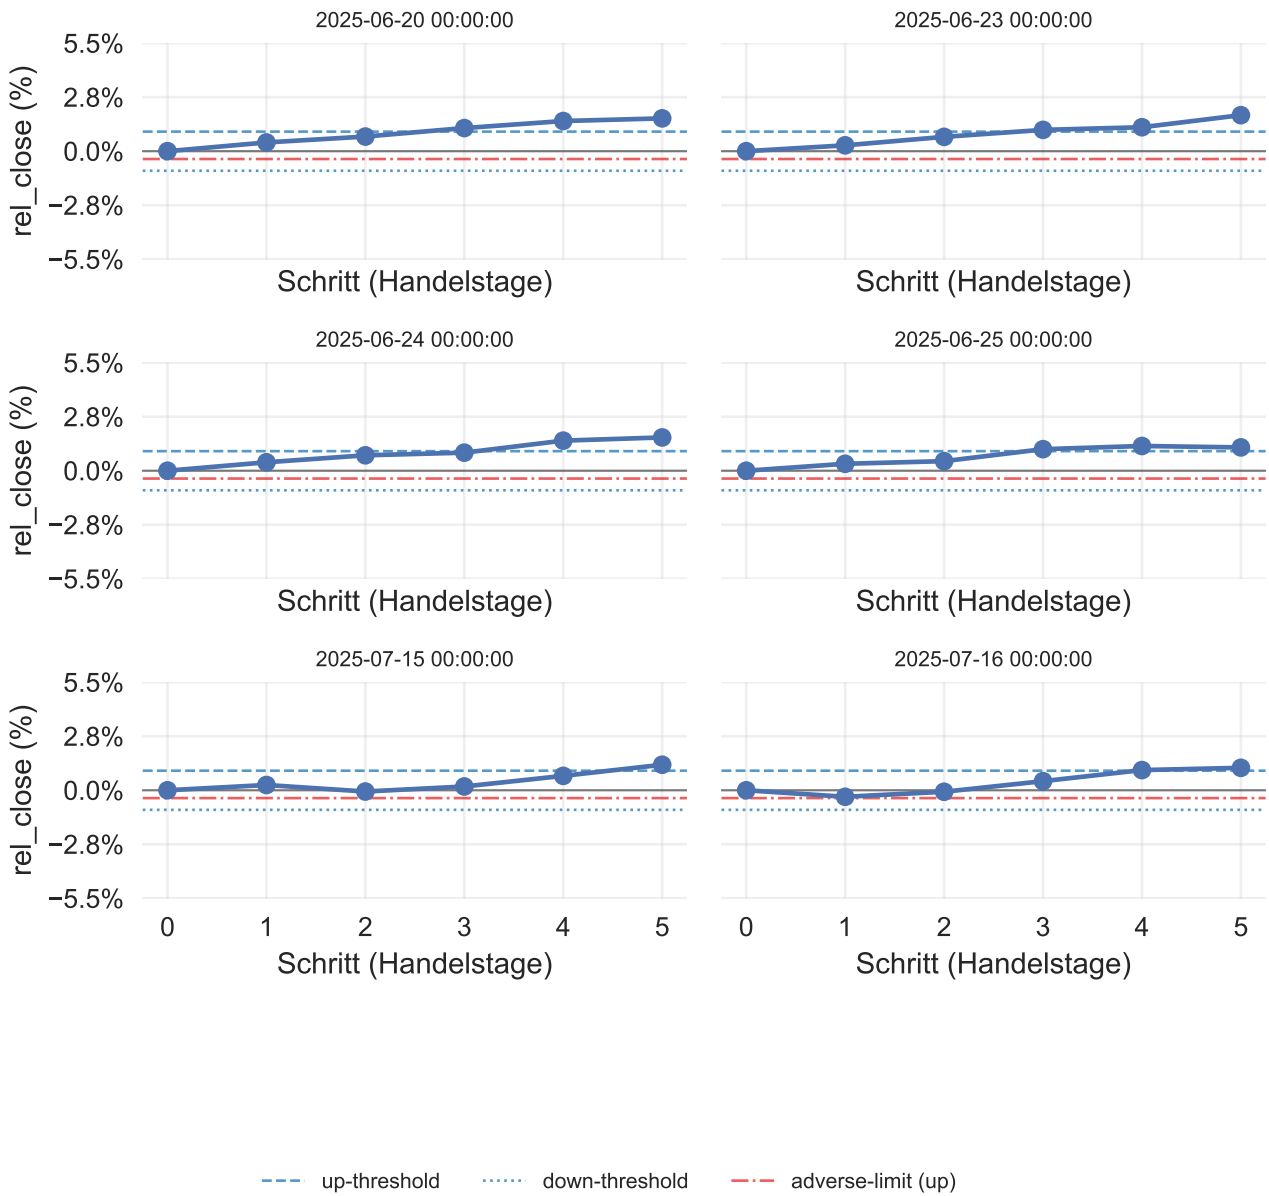 2025-06-20 00:00:00
2025-06-23 00:00:00
5.5%
2.8%
0.0%
−2.8%
−5.5%
rel_close (%)
Schritt (Handelstage)
Schritt (Handelstage)
2025-06-24 00:00:00
2025-06-25 00:00:00
5.5%
2.8%
0.0%
−2.8%
−5.5%
rel_close (%)
Schritt (Handelstage)
Schritt (Handelstage)
2025-07-15 00:00:00
2025-07-16 00:00:00
5.5%
2.8%
0.0%
−2.8%
−5.5%
rel_close (%)
0 1 2 3 4 5
0 1 2 3 4 5
Schritt (Handelstage)
Schritt (Handelstage)
up-threshold down-threshold adverse-limit (up)